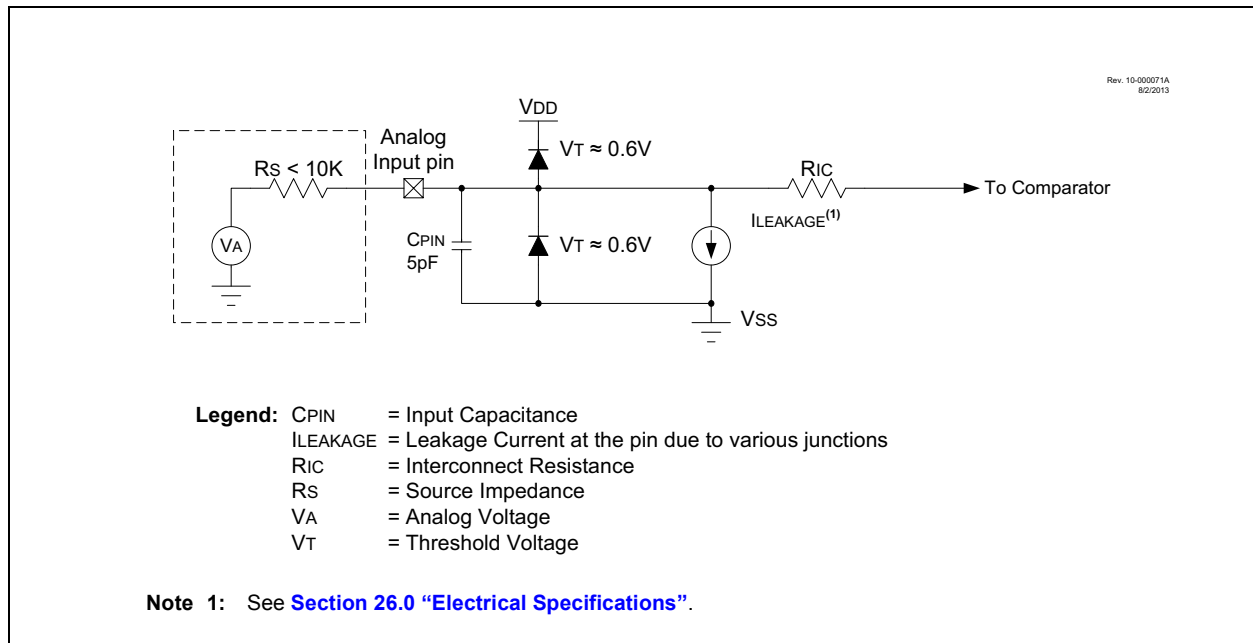 Rev. 10-000071A
8/2/2013
VDD
Analog
Input pin
VT ≈ 0.6V
RS < 10K
RIC
To Comparator
ILEAKAGE(1)
VA
CPIN
5pF
VT ≈ 0.6V
VSS
Legend: CPIN = Input Capacitance
ILEAKAGE = Leakage Current at the pin due to various junctions
RIC = Interconnect Resistance
RS = Source Impedance
VA = Analog Voltage
VT = Threshold Voltage
Note 1: See Section 26.0 “Electrical Specifications”.